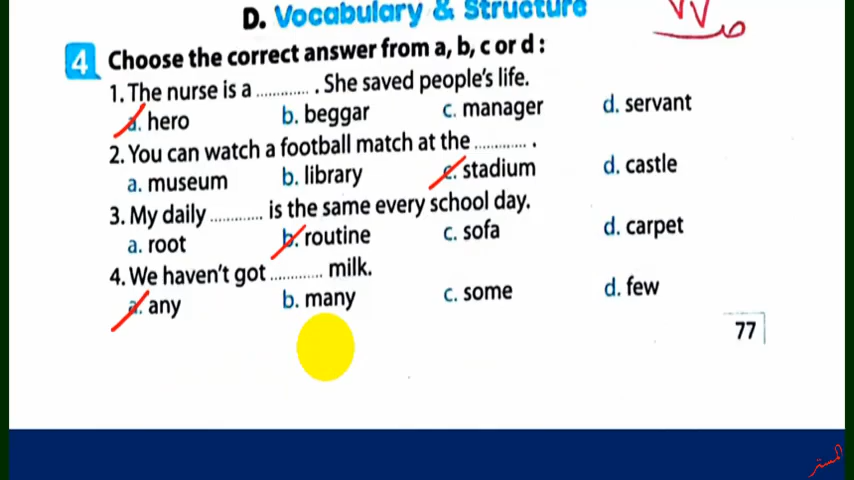 D. Vocabulary & Structure
ص٧٧
4 Choose the correct answer from a, b, c or d :
1. The nurse is a ............. . She saved people's life.
a. hero b. beggar c. manager d. servant
2. You can watch a football match at the ............. .
a. museum b. library c. stadium d. castle
3. My daily ............. is the same every school day.
a. root b. routine c. sofa d. carpet
4. We haven't got ............. milk.
a. any b. many c. some d. few
77
المستر